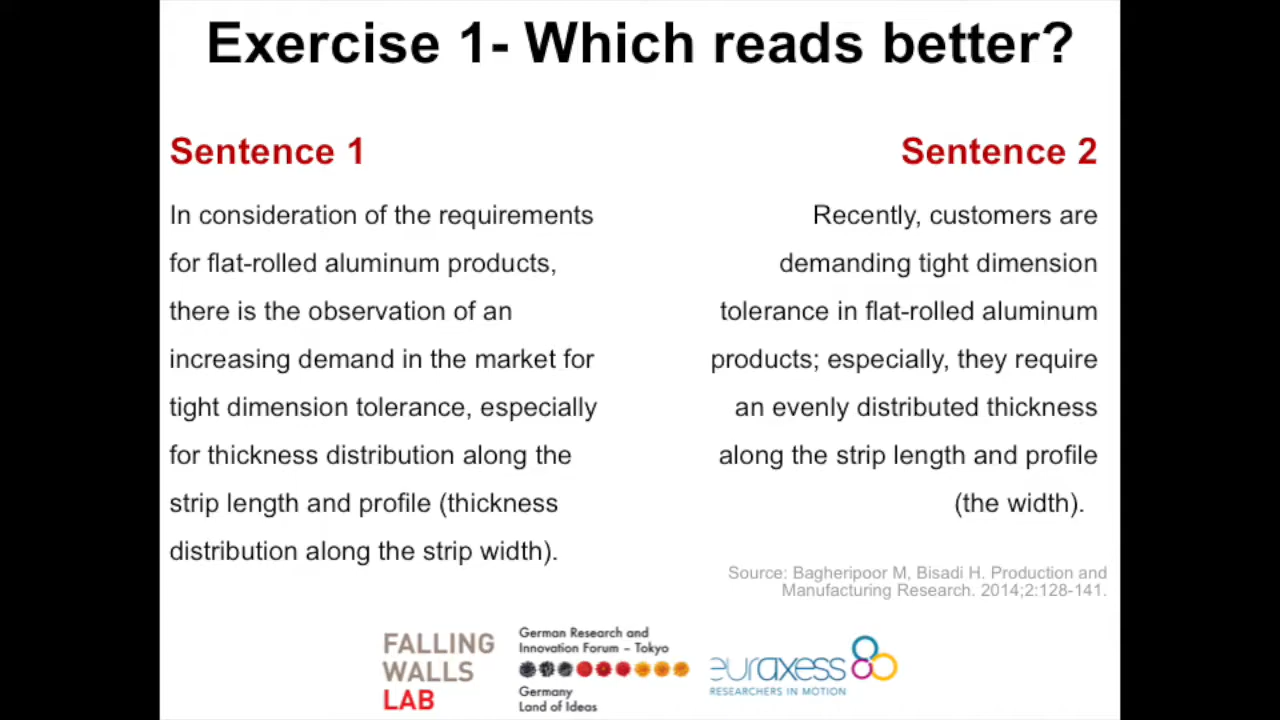 Exercise 1- Which reads better?
Sentence 1
In consideration of the requirements
for flat-rolled aluminum products,
there is the observation of an
increasing demand in the market for
tight dimension tolerance, especially
for thickness distribution along the
strip length and profile (thickness
distribution along the strip width).
Sentence 2
Recently, customers are
demanding tight dimension
tolerance in flat-rolled aluminum
products; especially, they require
an evenly distributed thickness
along the strip length and profile
(the width).
Source: Bagheripoor M, Bisadi H. Production and
Manufacturing Research. 2014;2:128-141.
FALLING
WALLS
LAB
German Research and
Innovation Forum – Tokyo
Germany
Land of Ideas
euraxess
RESEARCHERS IN MOTION